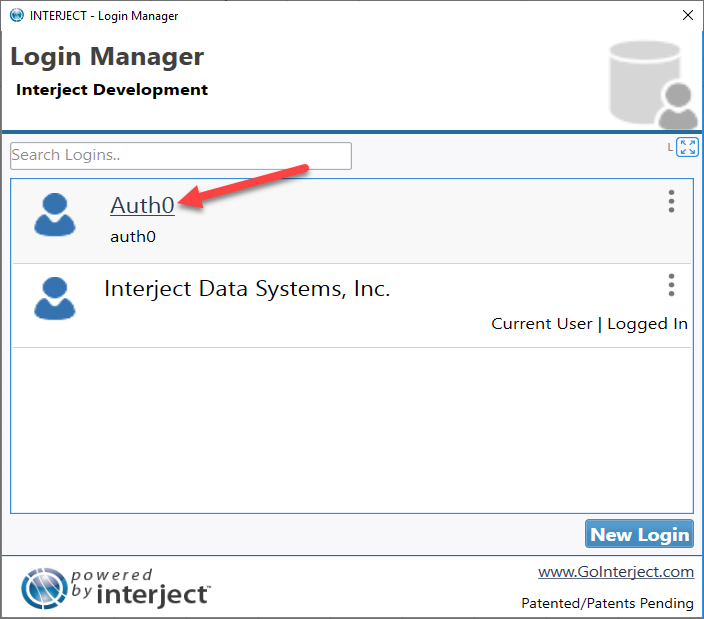 INTERJECT - Login Manager
Login Manager
Interject Development
Search Logins..
L
Auth0
auth0
Interject Data Systems, Inc.
Current User | Logged In
New Login
powered
by interject™
www.GoInterject.com
Patented/Patents Pending